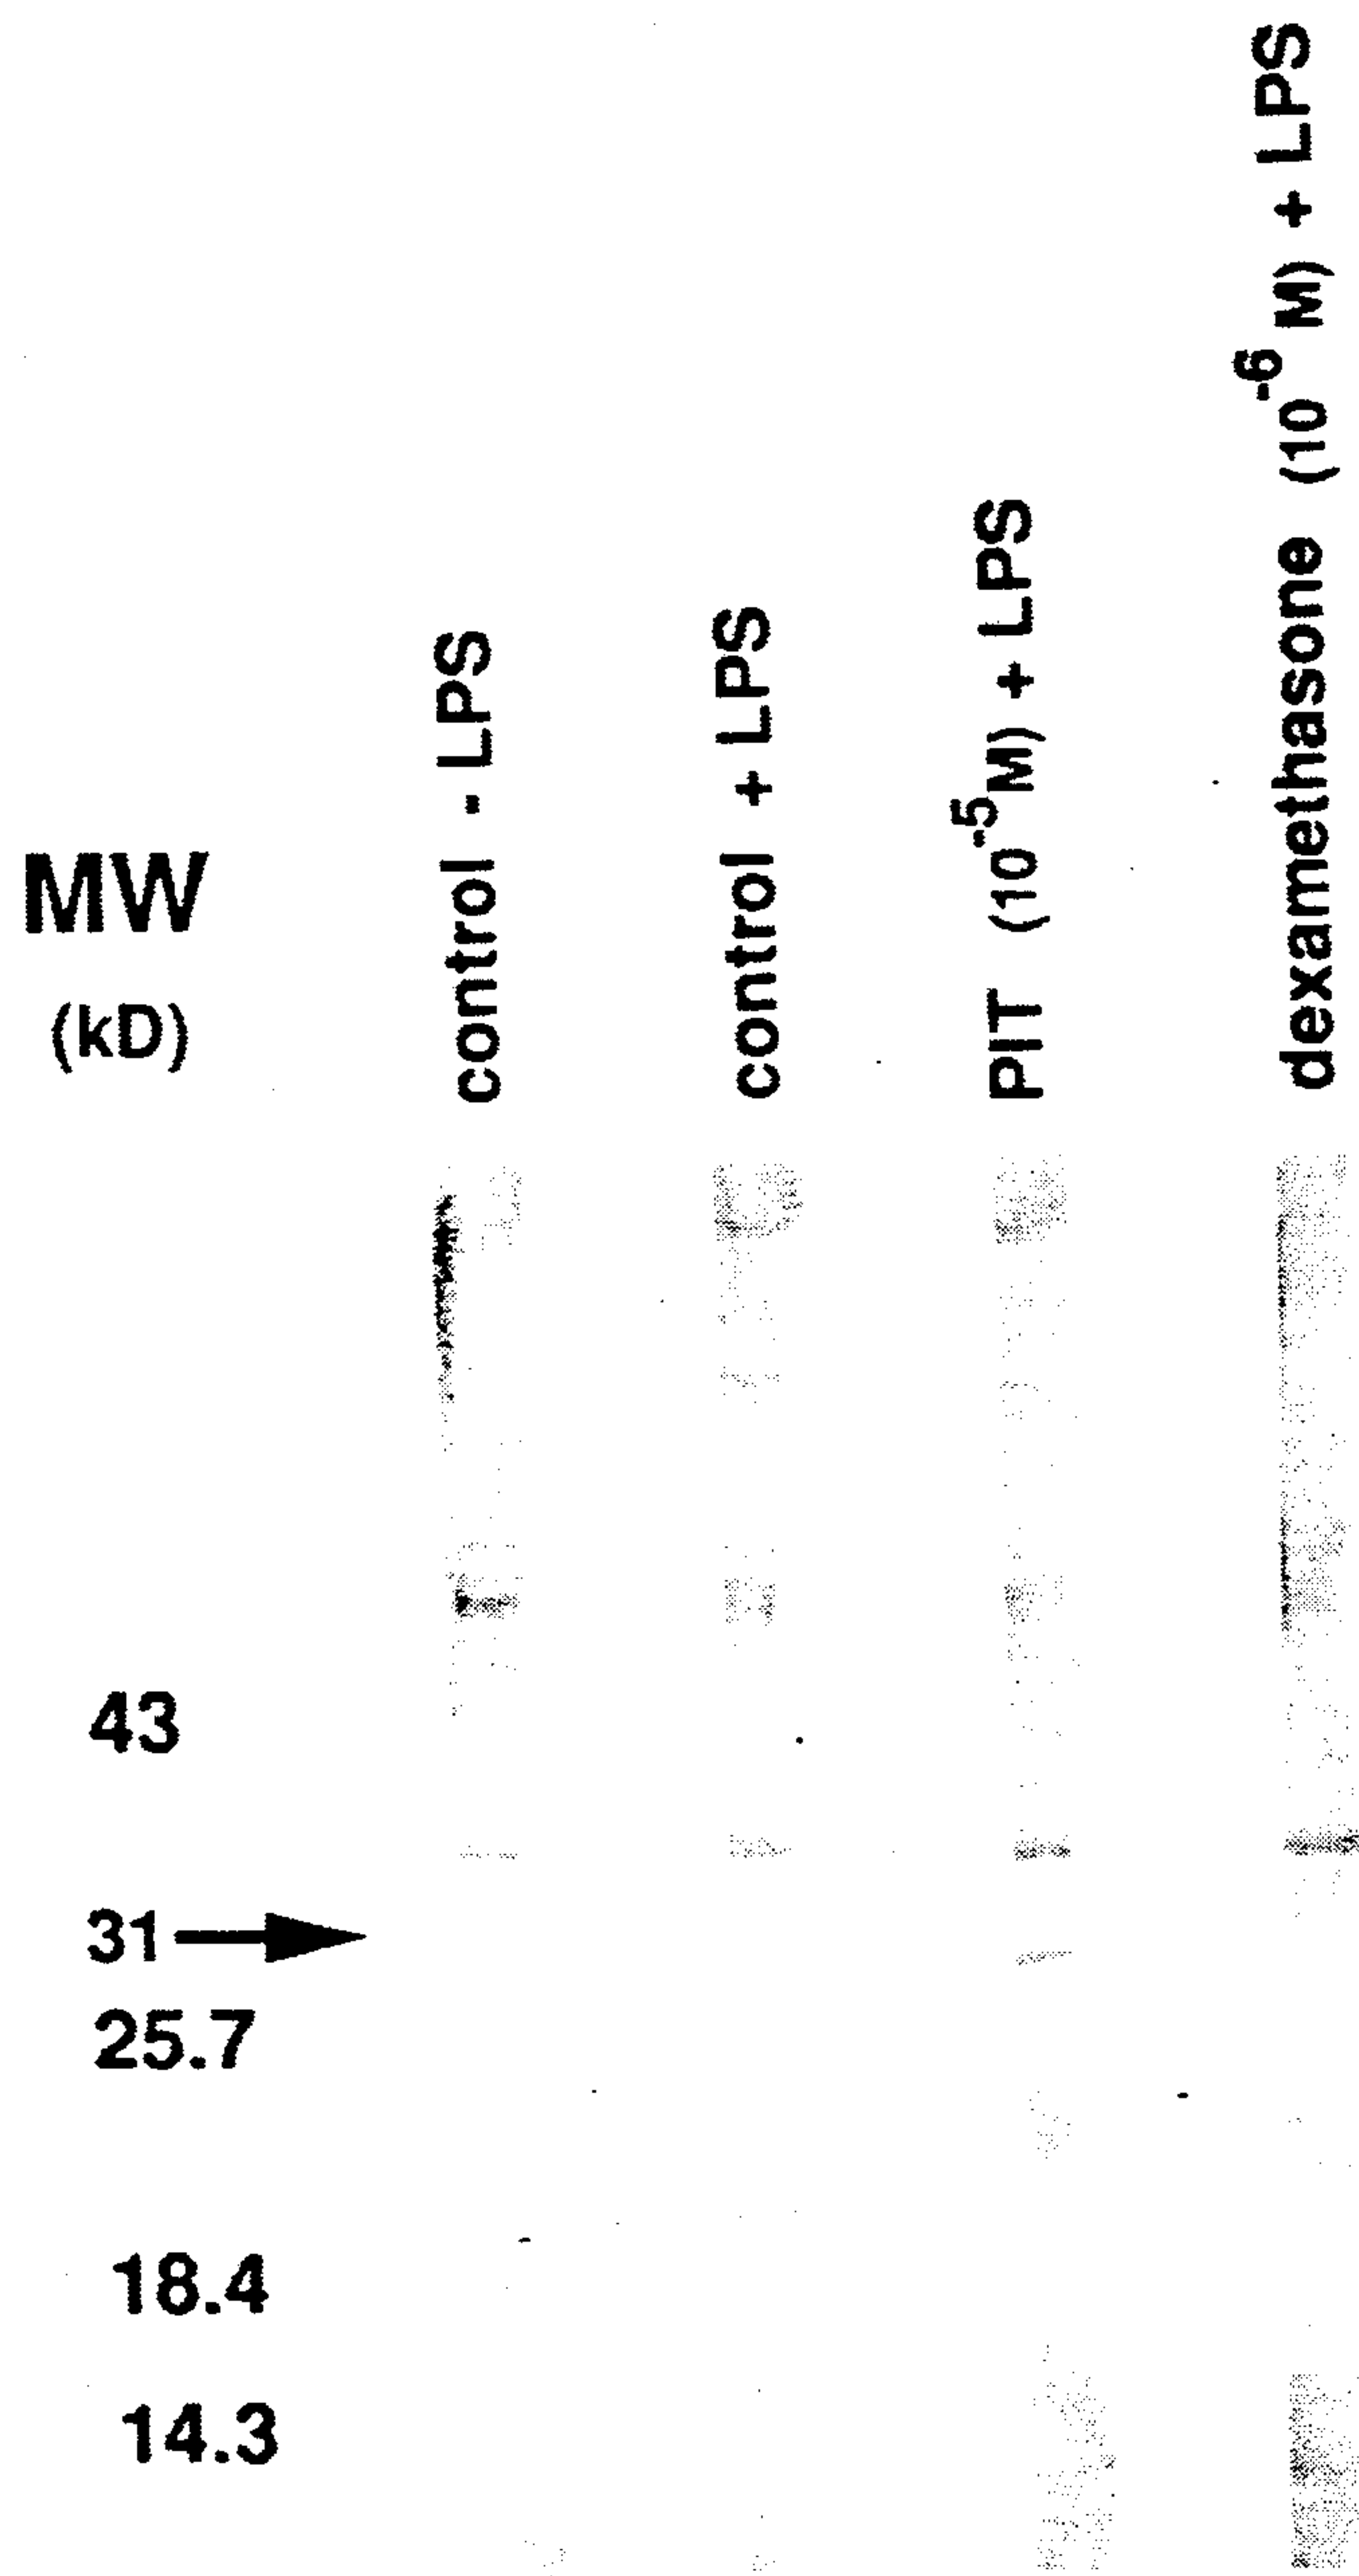 MW
(kD)
control - LPS
control + LPS
PIT (10⁻⁵ M) + LPS
dexamethasone (10⁻⁶ M) + LPS
43
31
25.7
18.4
14.3